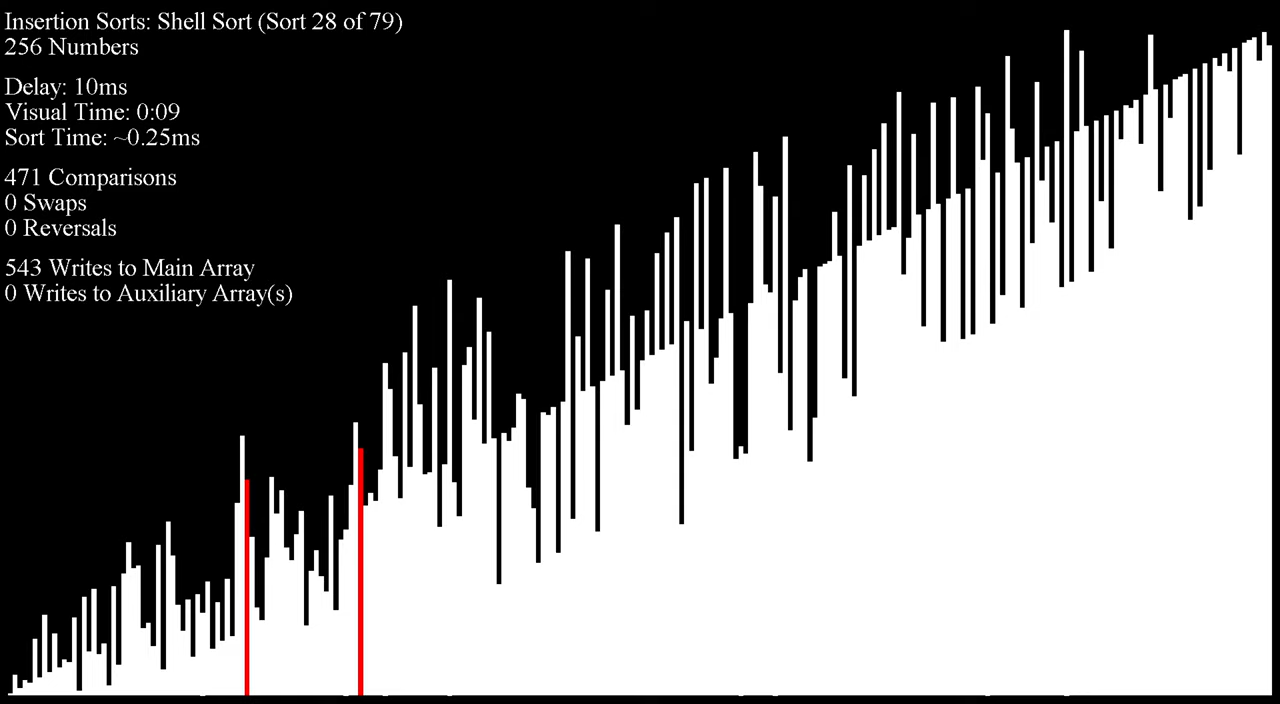 Insertion Sorts: Shell Sort (Sort 28 of 79)
256 Numbers
Delay: 10ms
Visual Time: 0:09
Sort Time: ~0.25ms
471 Comparisons
0 Swaps
0 Reversals
543 Writes to Main Array
0 Writes to Auxiliary Array(s)